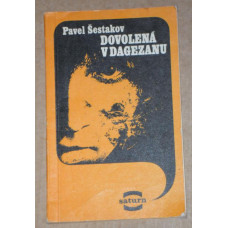 Pavel Šestakov
DOVOLENÁ
V DAGEZANU
saturn